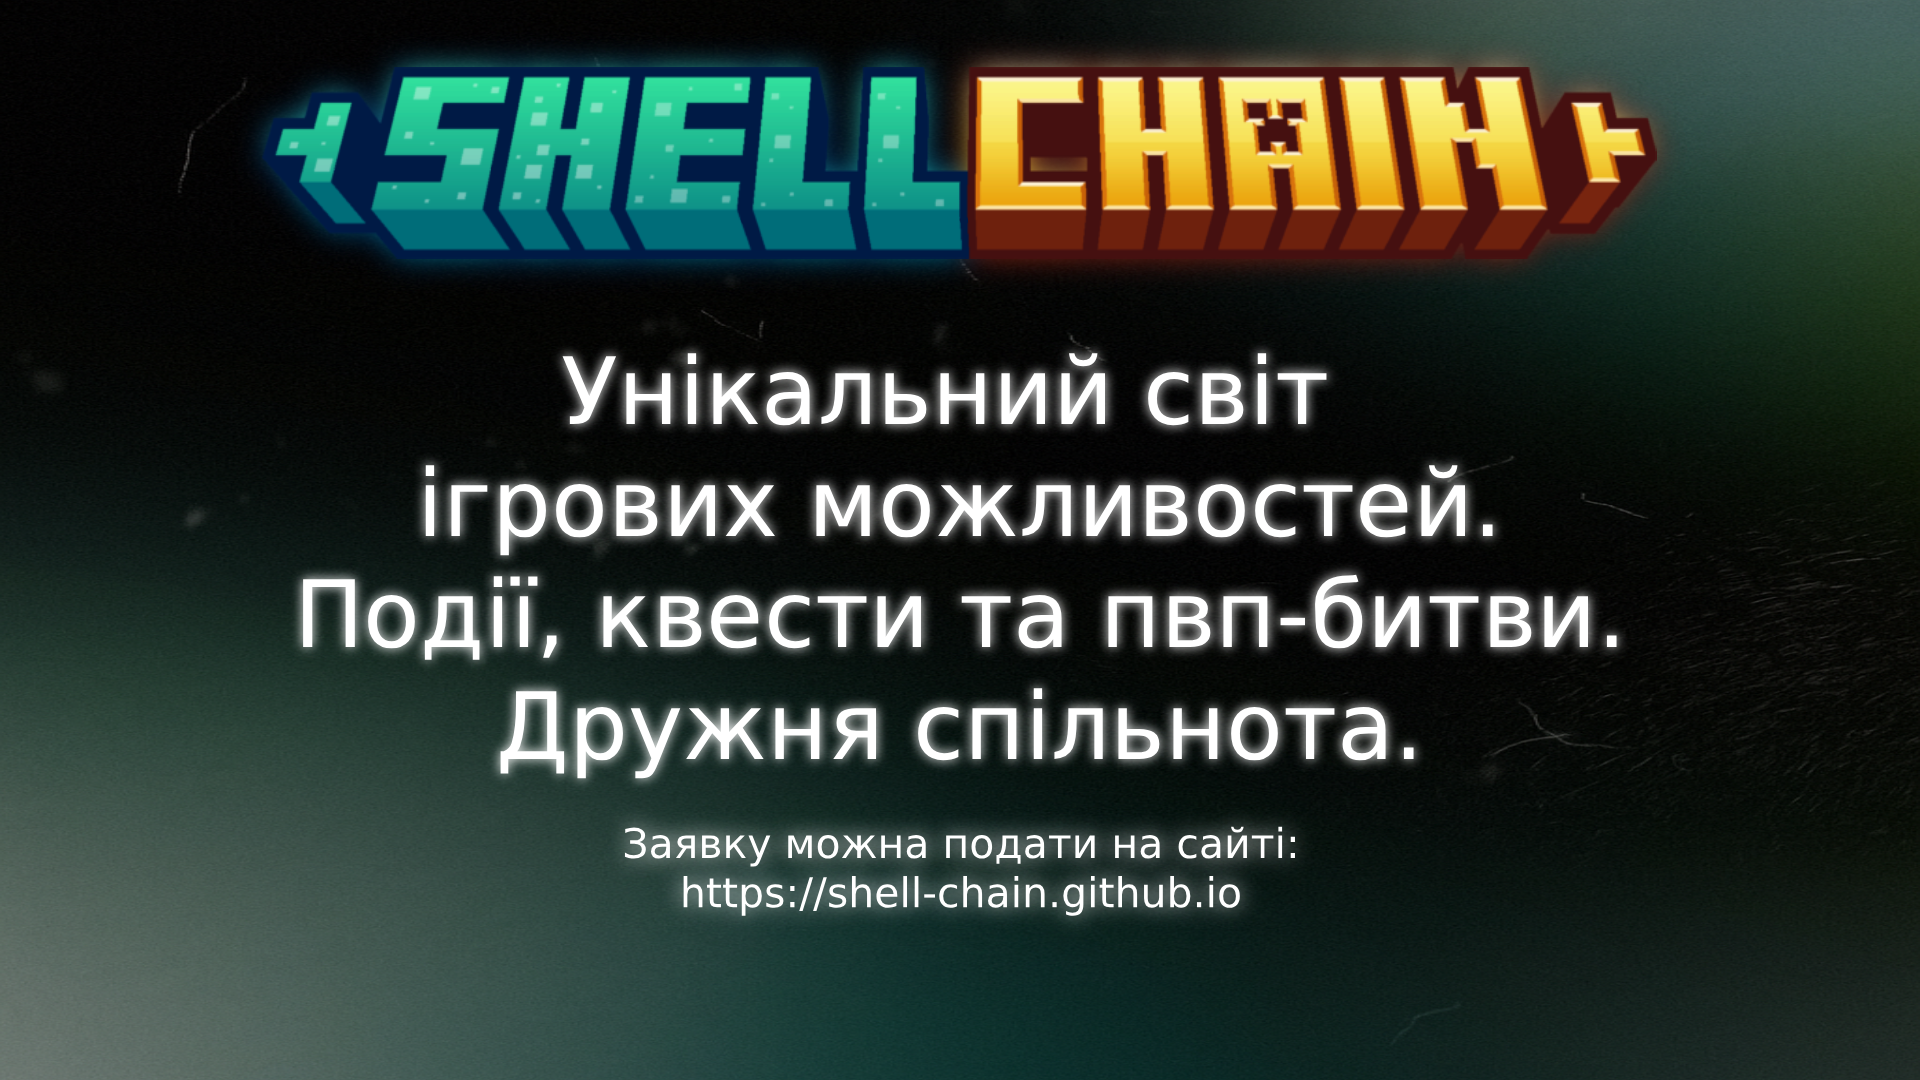 SHELLCHAIN
Унікальний світ
ігрових можливостей.
Події, квести та пвп-битви.
Дружня спільнота.
Заявку можна подати на сайті:
https://shell-chain.github.io